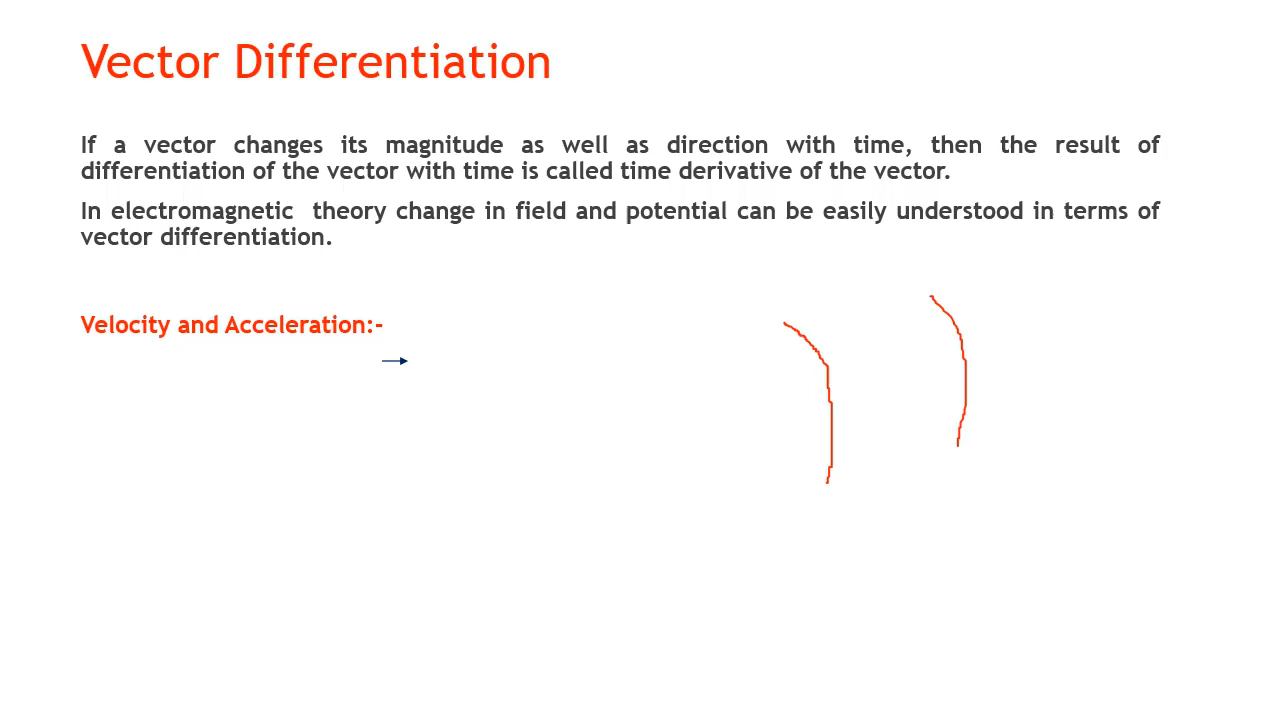 Vector Differentiation
If a vector changes its magnitude as well as direction with time, then the result of
differentiation of the vector with time is called time derivative of the vector.
In electromagnetic theory change in field and potential can be easily understood in terms of
vector differentiation.
Velocity and Acceleration:-